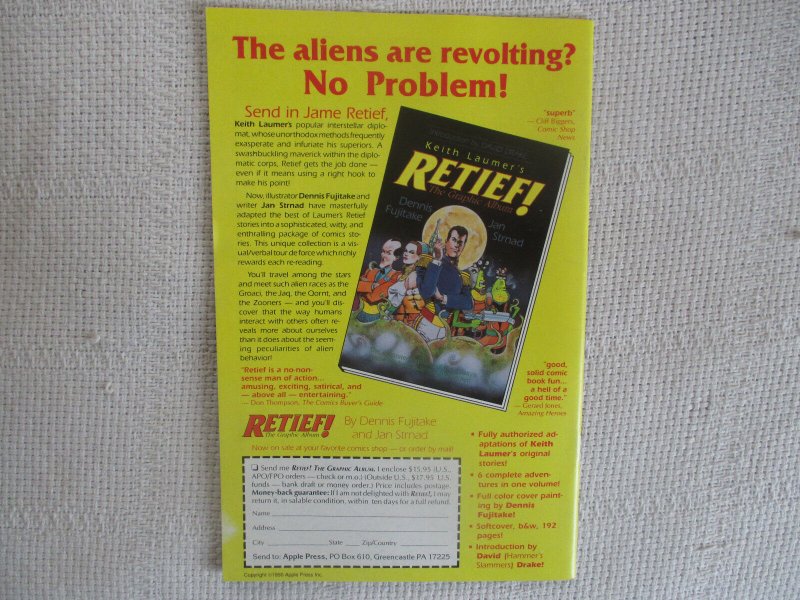 The aliens are revolting?
No Problem!
Send in Jame Retief,
Keith Laumer's popular interstellar diplo-
mat, whose unorthodox methods frequently
exasperate and infuriate his superiors. A
swashbuckling maverick within the diplo-
matic corps, Retief gets the job done —
even if it means using a right hook to
make his point!
Now, illustrator Dennis Fujitake and
writer Jan Strnad have masterfully
adapted the best of Laumer's Retief
stories into a sophisticated, witty, and
enthralling package of comics sto-
ries. This unique collection is a vis-
ual/verbal tour de force which richly
rewards each re-reading.
You'll travel among the stars
and meet such alien races as the
Groaci, the Jaq, the Qornt, and
the Zooners — and you'll dis-
cover that the way humans
interact with others often re-
veals more about ourselves
than it does about the seem-
ing peculiarities of alien
behavior!
"Retief is a no-non-
sense man of action...
amusing, exciting, satirical, and
— above all — entertaining."
— Don Thompson, The Comics Buyer's Guide
"superb"
— Cliff Biggers,
Comic Shop
News
Introduction by DAVID DRAKE
Keith Laumer's
RETIEF!
The Graphic Album
Dennis
Fujitake
Jan
Strnad
"good,
solid comic
book fun...
a hell of a
good time."
— Gerard Jones,
Amazing Heroes
RETIEF!
The Graphic Album
By Dennis Fujitake
and Jan Strnad
Now on sale at your favorite comics shop — or order by mail!
❑ Send me RETIEF! THE GRAPHIC ALBUM. I enclose $15.95 (U.S.,
APO/FPO orders — check or m.o.) (Outside U.S., $17.95 U.S.
funds — bank draft or money order.) Price includes postage.
Money-back guarantee: If I am not delighted with RETIEF!, I may
return it, in salable condition, within ten days for a full refund.
Name
Address
City State Zip/Country
Send to: Apple Press, PO Box 610, Greencastle PA 17225
Copyright ©1990 Apple Press Inc.
• Fully authorized ad-
aptations of Keith
Laumer's original
stories!
• 6 complete adven-
tures in one volume!
• Full color cover paint-
ing by Dennis
Fujitake!
• Softcover, b&w, 192
pages!
• Introduction by
David (Hammer's
Slammers) Drake!